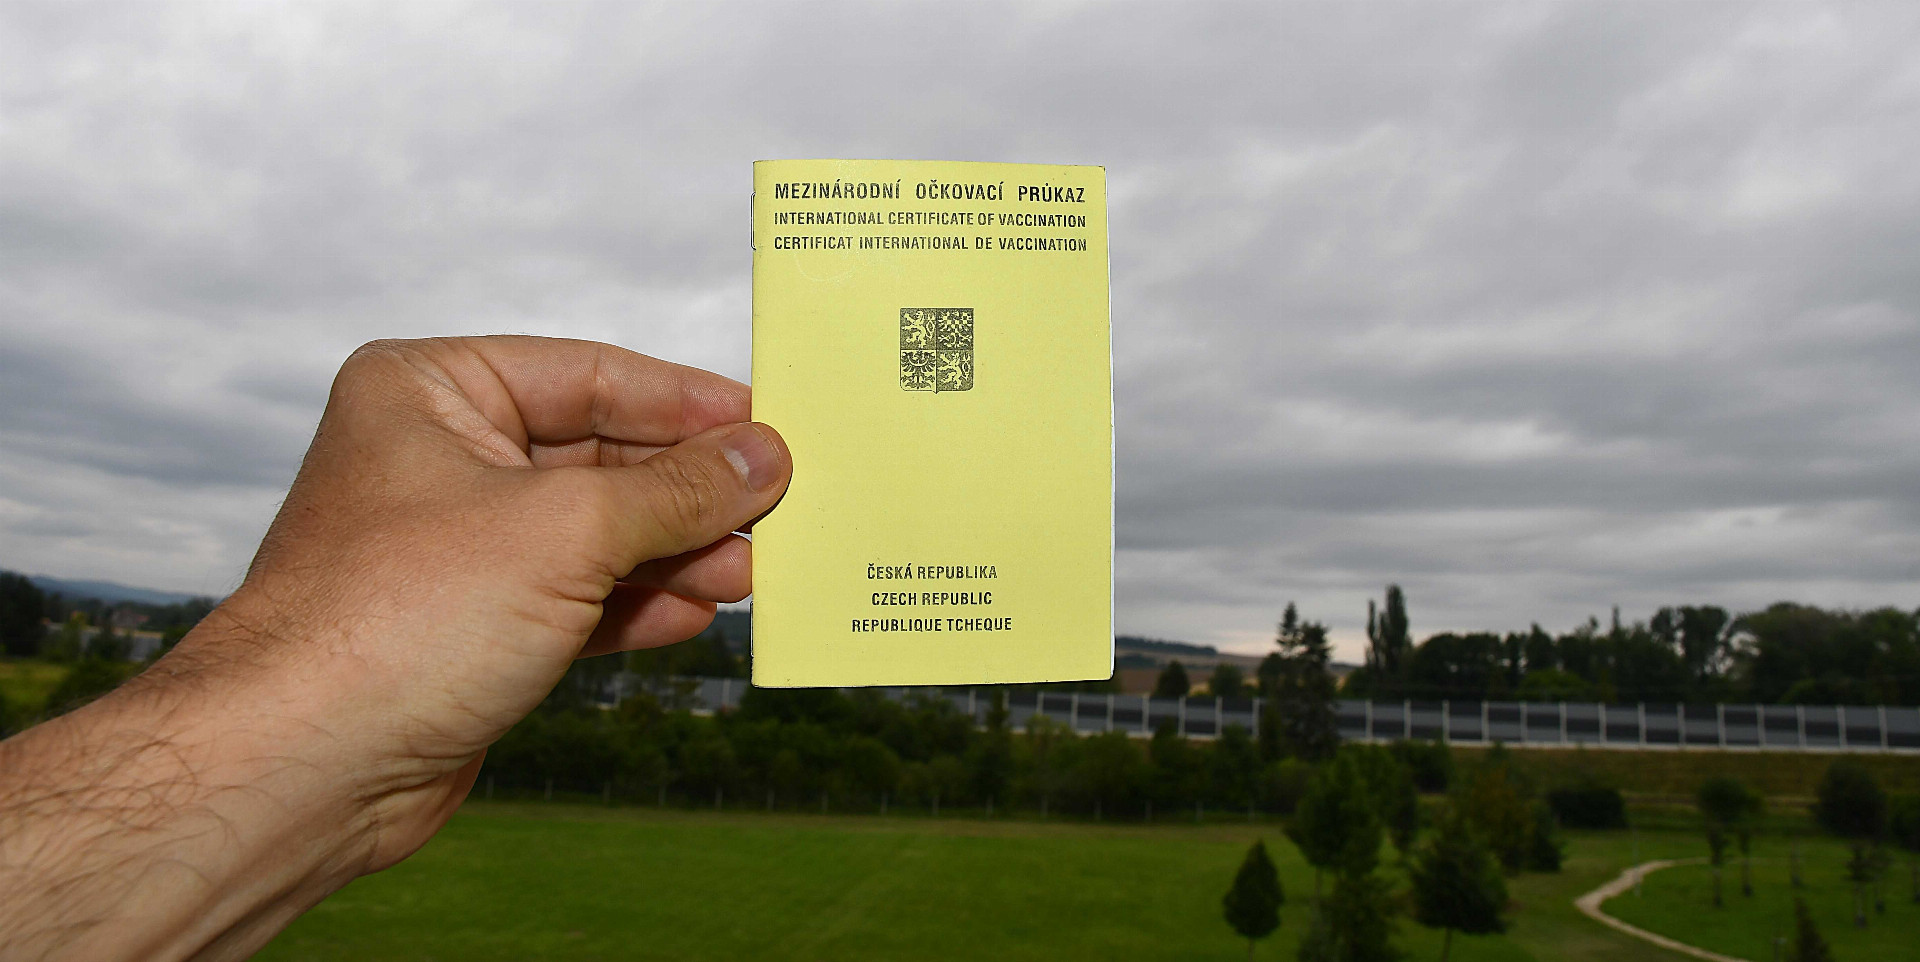 MEZINÁRODNÍ OČKOVACÍ PRŮKAZ
INTERNATIONAL CERTIFICATE OF VACCINATION
CERTIFICAT INTERNATIONAL DE VACCINATION
ČESKÁ REPUBLIKA
CZECH REPUBLIC
REPUBLIQUE TCHEQUE